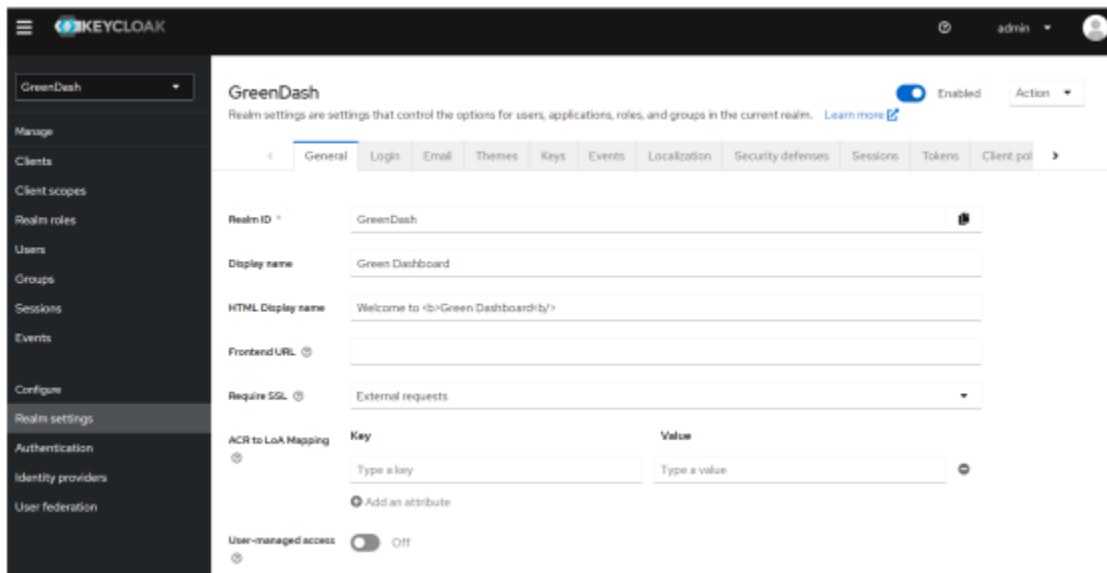 KEYCLOAK
admin
GreenDash
Manage
Clients
Client scopes
Realm roles
Users
Groups
Sessions
Events
Configure
Realm settings
Authentication
Identity providers
User federation
GreenDash
Enabled
Action
Realm settings are settings that control the options for users, applications, roles, and groups in the current realm. Learn more
General Login Email Themes Keys Events Localization Security defenses Sessions Tokens Client pol
Realm ID * GreenDash
Display name Green Dashboard
HTML Display name Welcome to <b>Green Dashboard<b/>
Frontend URL
Require SSL External requests
ACR to LoA Mapping Key Value
Type a key Type a value
Add an attribute
User-managed access Off